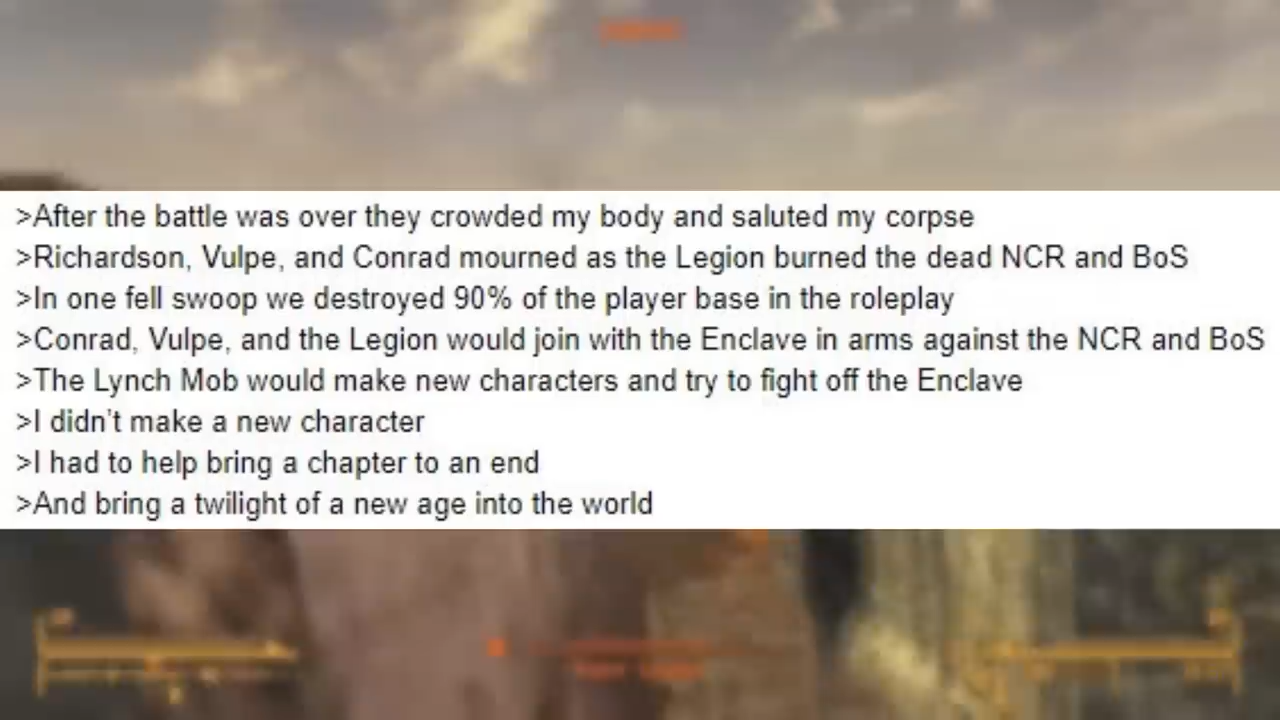 >After the battle was over they crowded my body and saluted my corpse
>Richardson, Vulpe, and Conrad mourned as the Legion burned the dead NCR and BoS
>In one fell swoop we destroyed 90% of the player base in the roleplay
>Conrad, Vulpe, and the Legion would join with the Enclave in arms against the NCR and BoS
>The Lynch Mob would make new characters and try to fight off the Enclave
>I didn't make a new character
>I had to help bring a chapter to an end
>And bring a twilight of a new age into the world